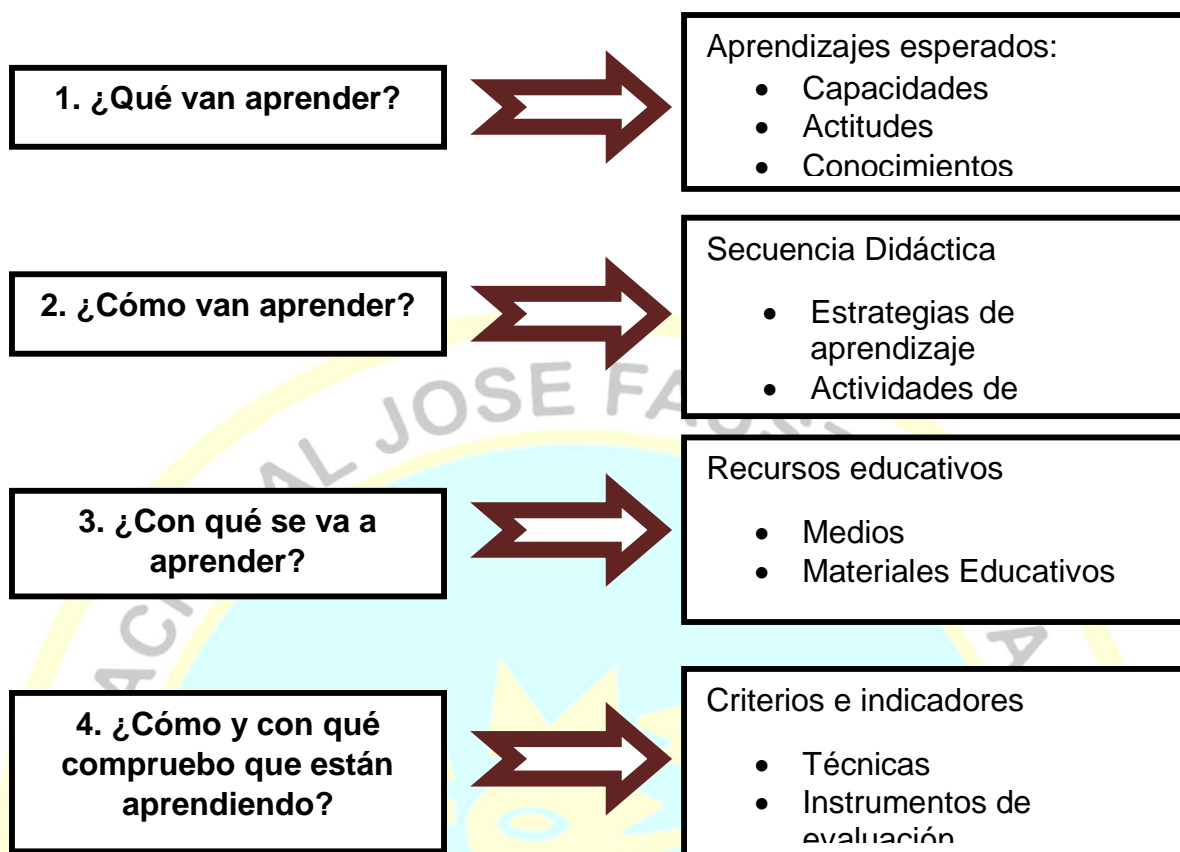 1. ¿Qué van aprender?
Aprendizajes esperados:
• Capacidades
• Actitudes
• Conocimientos
2. ¿Cómo van aprender?
Secuencia Didáctica
• Estrategias de
aprendizaje
• Actividades de
3. ¿Con qué se va a
aprender?
Recursos educativos
• Medios
• Materiales Educativos
4. ¿Cómo y con qué
compruebo que están
aprendiendo?
Criterios e indicadores
• Técnicas
• Instrumentos de
evaluación
JOSE